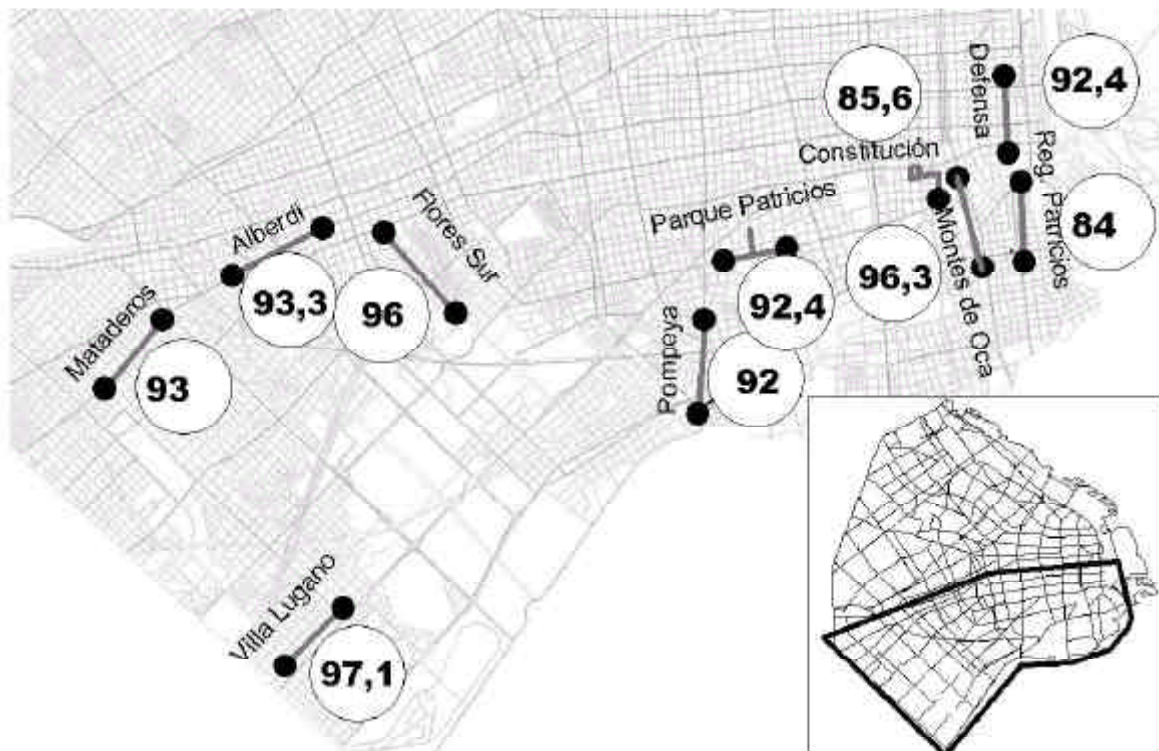 Defensa
92,4
85,6
Constitución
Reg. Patricios
84
Parque Patricios
Montes de Oca
96,3
Alberdi
93,3
Flores Sur
96
92,4
Mataderos
93
Pompeya
92
Villa Lugano
97,1